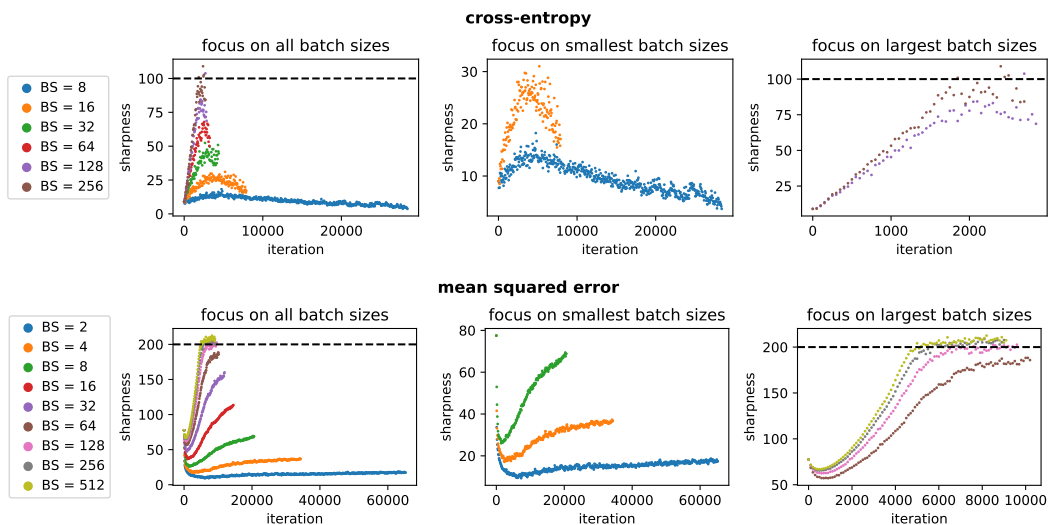 cross-entropy
BS = 8
BS = 16
BS = 32
BS = 64
BS = 128
BS = 256
focus on all batch sizes
sharpness
100
75
50
25
0
0
10000
20000
iteration
focus on smallest batch sizes
sharpness
30
20
10
0
10000
20000
iteration
focus on largest batch sizes
sharpness
100
75
50
25
0
1000
2000
iteration
mean squared error
BS = 2
BS = 4
BS = 8
BS = 16
BS = 32
BS = 64
BS = 128
BS = 256
BS = 512
focus on all batch sizes
sharpness
200
150
100
50
0
0
20000
40000
60000
iteration
focus on smallest batch sizes
sharpness
80
60
40
20
0
20000
40000
60000
iteration
focus on largest batch sizes
sharpness
200
150
100
50
0
2000
4000
6000
8000
10000
iteration